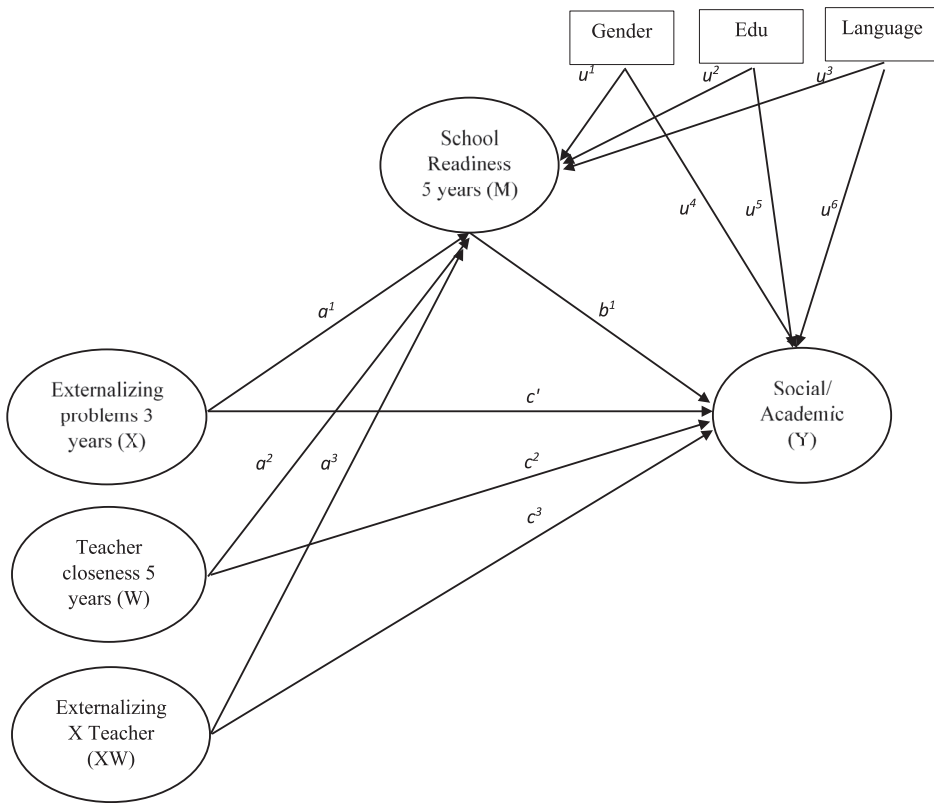 Gender
Edu
Language
u¹
u²
u³
School
Readiness
5 years (M)
u⁴
u⁵
u⁶
a¹
b¹
Externalizing
problems 3
years (X)
c'
Social/
Academic
(Y)
a²
a³
c²
c³
Teacher
closeness 5
years (W)
Externalizing
X Teacher
(XW)